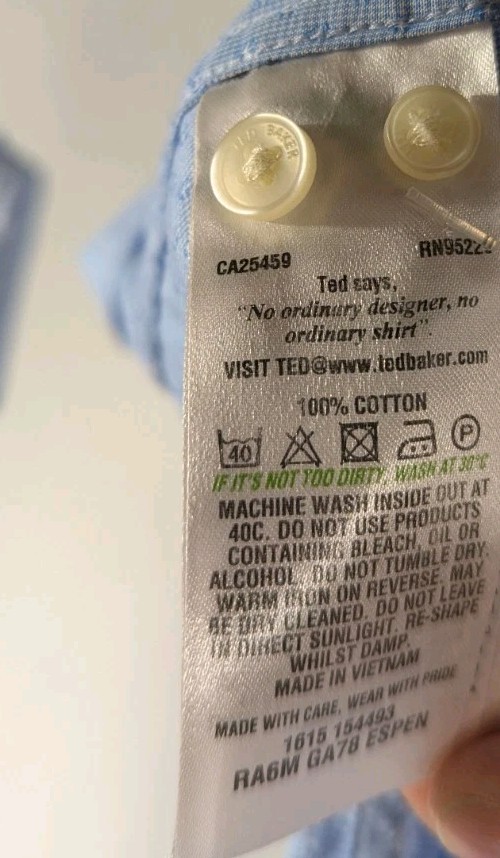 TED BAKER
CA25459 RN9522
Ted says,
"No ordinary designer, no
ordinary shirt".
VISIT TED@www.tedbaker.com
100% COTTON
40 P
IF IT'S NOT TOO DIRTY, WASH AT 30°C
MACHINE WASH INSIDE OUT AT
40C. DO NOT USE PRODUCTS
CONTAINING BLEACH, OIL OR
ALCOHOL. DO NOT TUMBLE DRY.
WARM IRON ON REVERSE. MAY
BE DRY CLEANED. DO NOT LEAVE
IN DIRECT SUNLIGHT. RE-SHAPE
WHILST DAMP.
MADE IN VIETNAM
MADE WITH CARE, WEAR WITH PRIDE
1615 154493
RA6M GA78 ESPEN